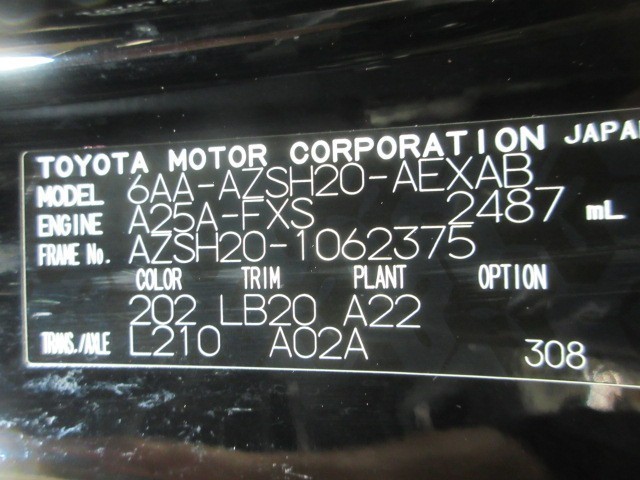 TOYOTA MOTOR CORPORATION JAPAN
MODEL 6AA-AZSH20-AEXAB
ENGINE A25A-FXS 2487 mL
FRAME No. AZSH20-1062375
COLOR TRIM PLANT OPTION
202 LB20 A22
TRANS./AXLE L210 A02A 308